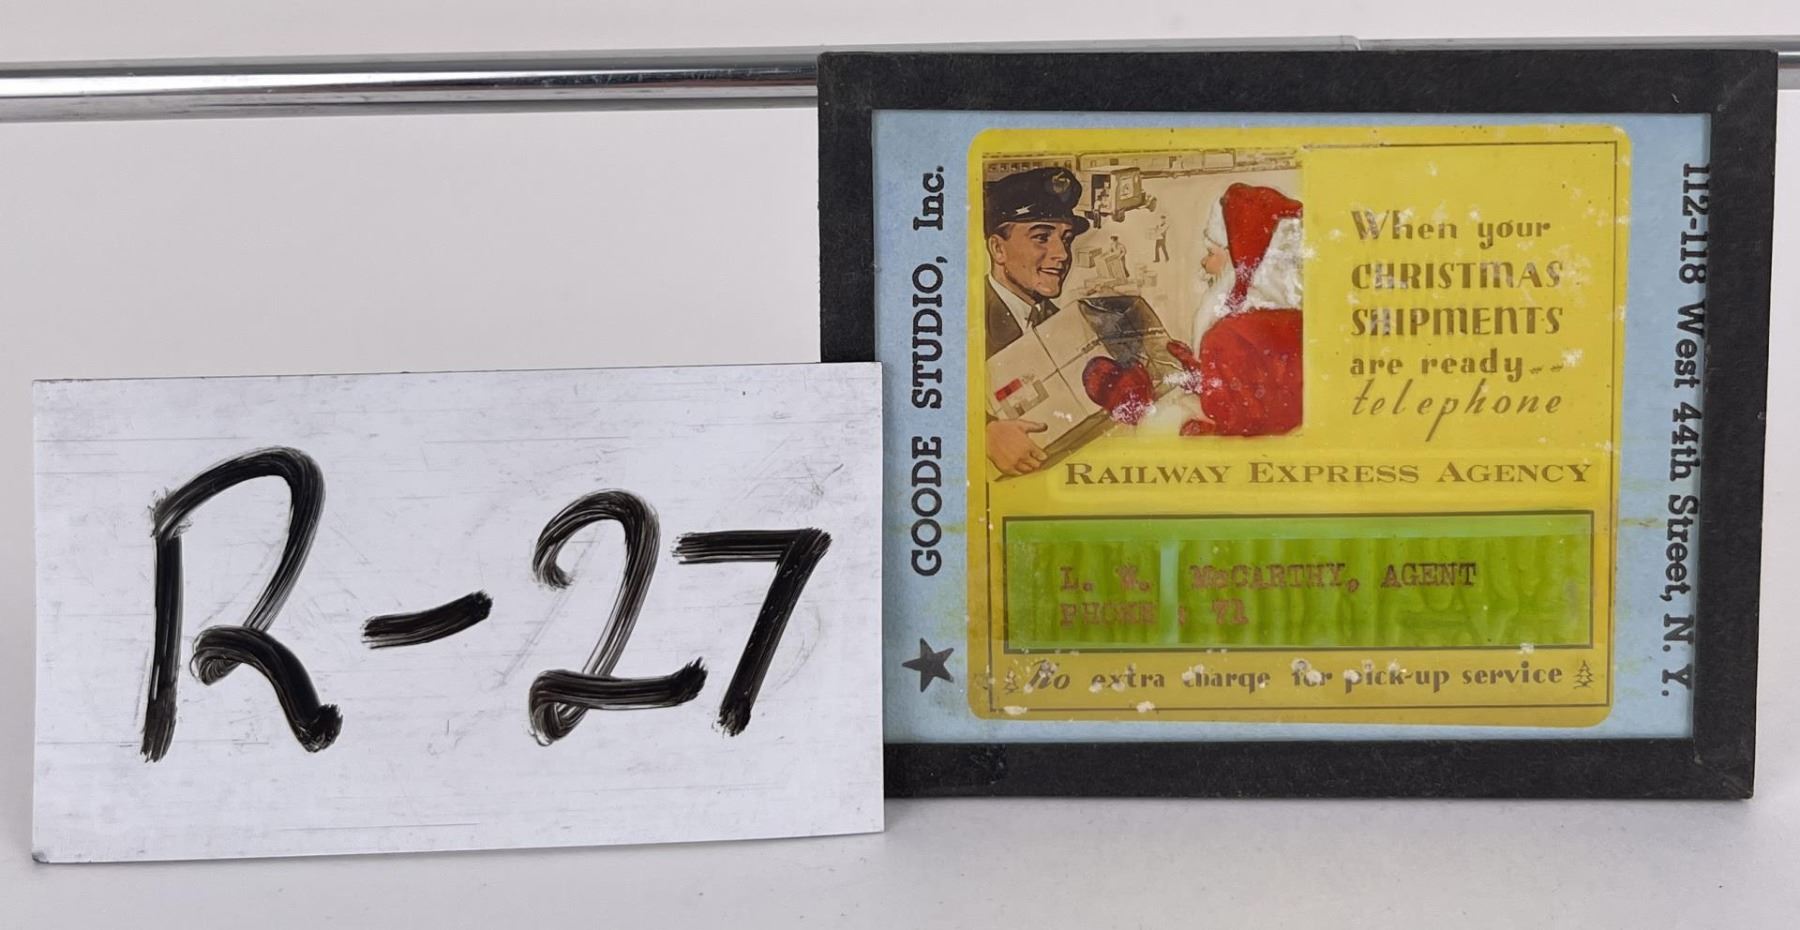 R-27
GOODE STUDIO, Inc.
When your
CHRISTMAS
SHIPMENTS
are ready--
telephone
RAILWAY EXPRESS AGENCY
L. W. McCARTHY, AGENT
PHONE : 71
No extra charge for pick-up service
112-118 West 44th Street, N. Y.